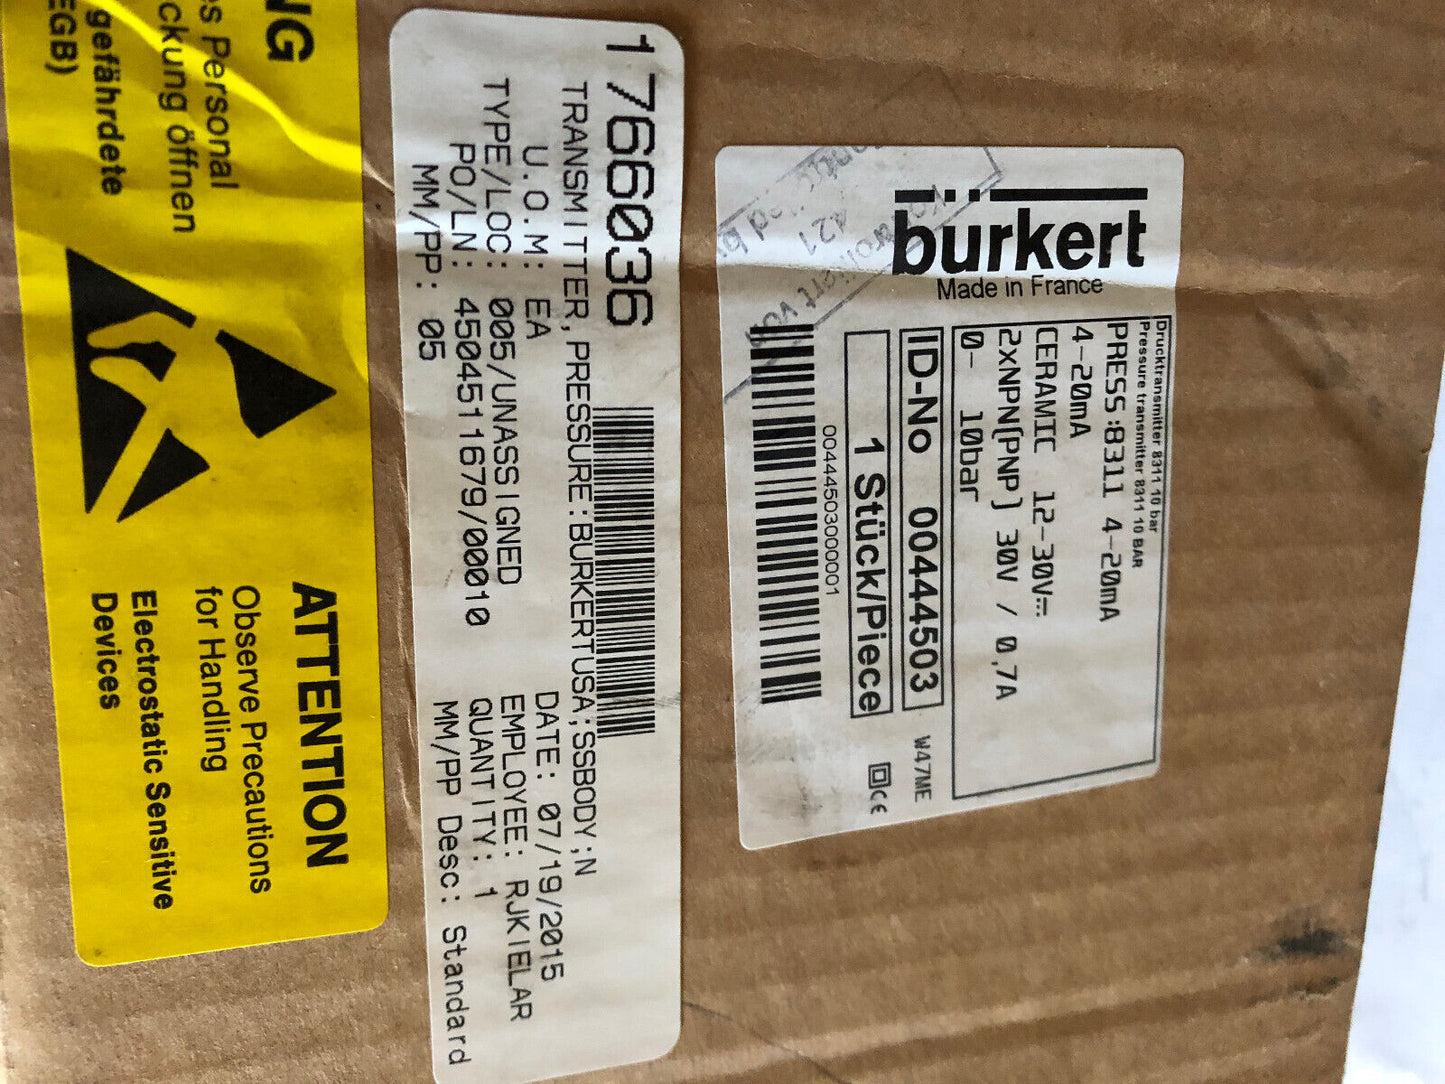 NG
es Personal
ckung öffnen
gefährdete
EGB)
ATTENTION
Observe Precautions
for Handling
Electrostatic Sensitive
Devices
1766036
TRANSMITTER,PRESSURE:BURKERTUSA;SSBODY;N
U.O.M: EA
DATE: 07/19/2015
TYPE/LOC: 005/UNASSIGNED
EMPLOYEE: RJKIELAR
PO/LN: 4504511679/00010
QUANTITY: 1
MM/PP: 05
MM/PP Desc: Standard
bürkert
Made in France
Drucktransmitter 8311 10 bar
Pressure transmitter 8311 10 BAR
PRESS:8311 4-20mA
4-20mA
CERAMIC 12-30V
2xNPN(PNP) 30V / 0,7A
0- 10bar
ID-No 00444503
W47ME
1 Stück/Piece
CE
00444503000001
421